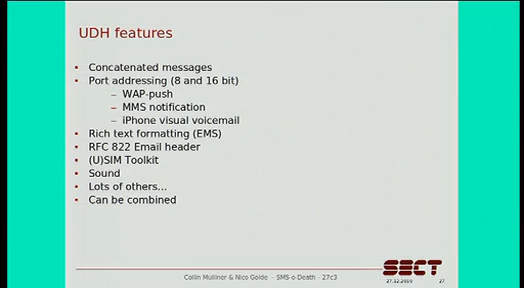 UDH features
• Concatenated messages
• Port addressing (8 and 16 bit)
– WAP-push
– MMS notification
– iPhone visual voicemail
• Rich text formatting (EMS)
• RFC 822 Email header
• (U)SIM Toolkit
• Sound
• Lots of others...
• Can be combined
Collin Mulliner & Nico Golde - SMS-o-Death - 27c3
SECT
27.12.2010 27